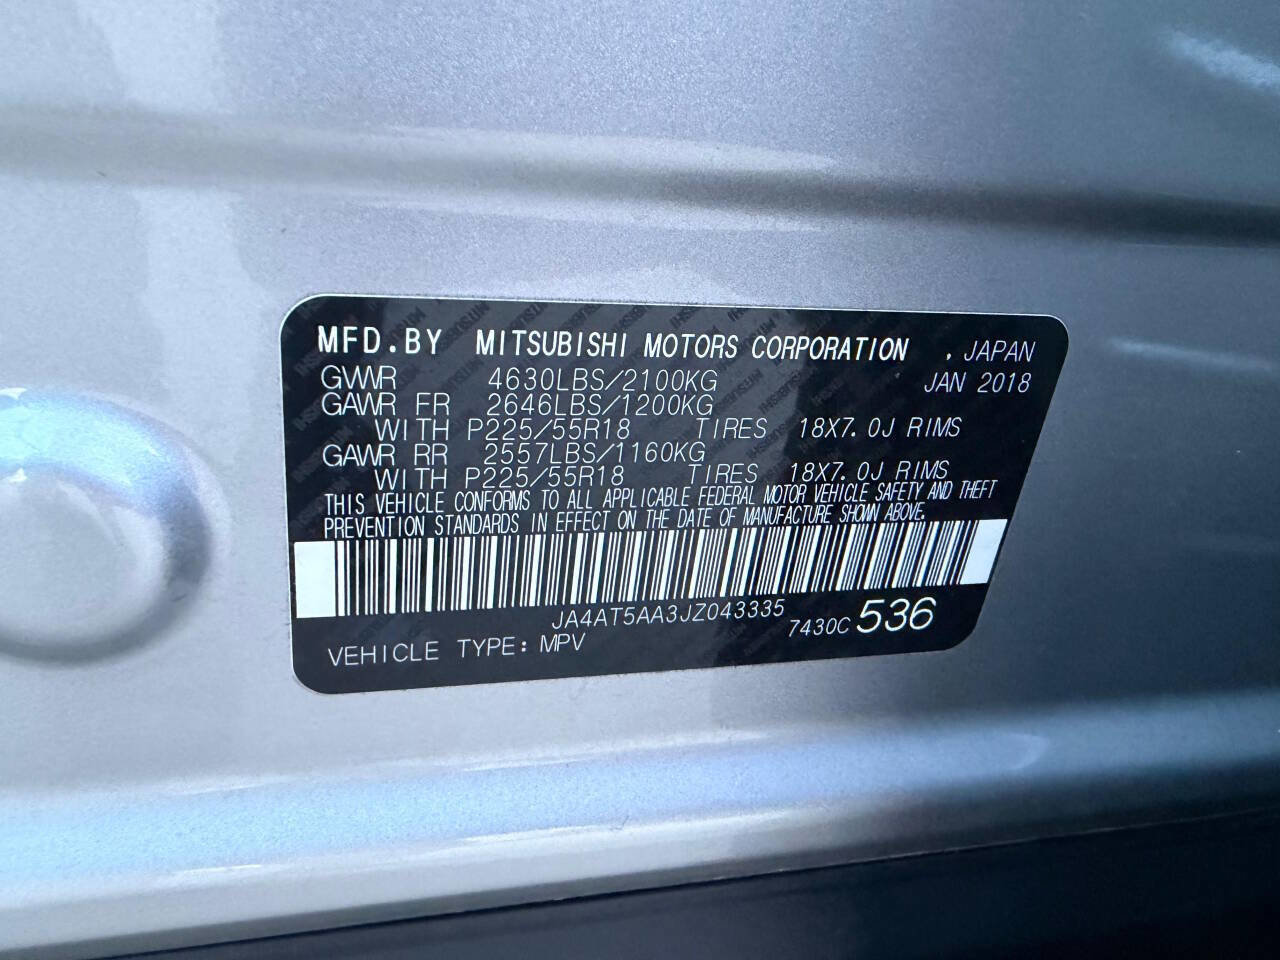 MFD.BY MITSUBISHI MOTORS CORPORATION , JAPAN
GVWR 4630LBS/2100KG JAN 2018
GAWR FR 2646LBS/1200KG
WITH P225/55R18 TIRES 18X7.0J RIMS
GAWR RR 2557LBS/1160KG
WITH P225/55R18 TIRES 18X7.0J RIMS
THIS VEHICLE CONFORMS TO ALL APPLICABLE FEDERAL MOTOR VEHICLE SAFETY AND THEFT
PREVENTION STANDARDS IN EFFECT ON THE DATE OF MANUFACTURE SHOWN ABOVE.
JA4AT5AA3JZ043335
7430C 536
VEHICLE TYPE: MPV